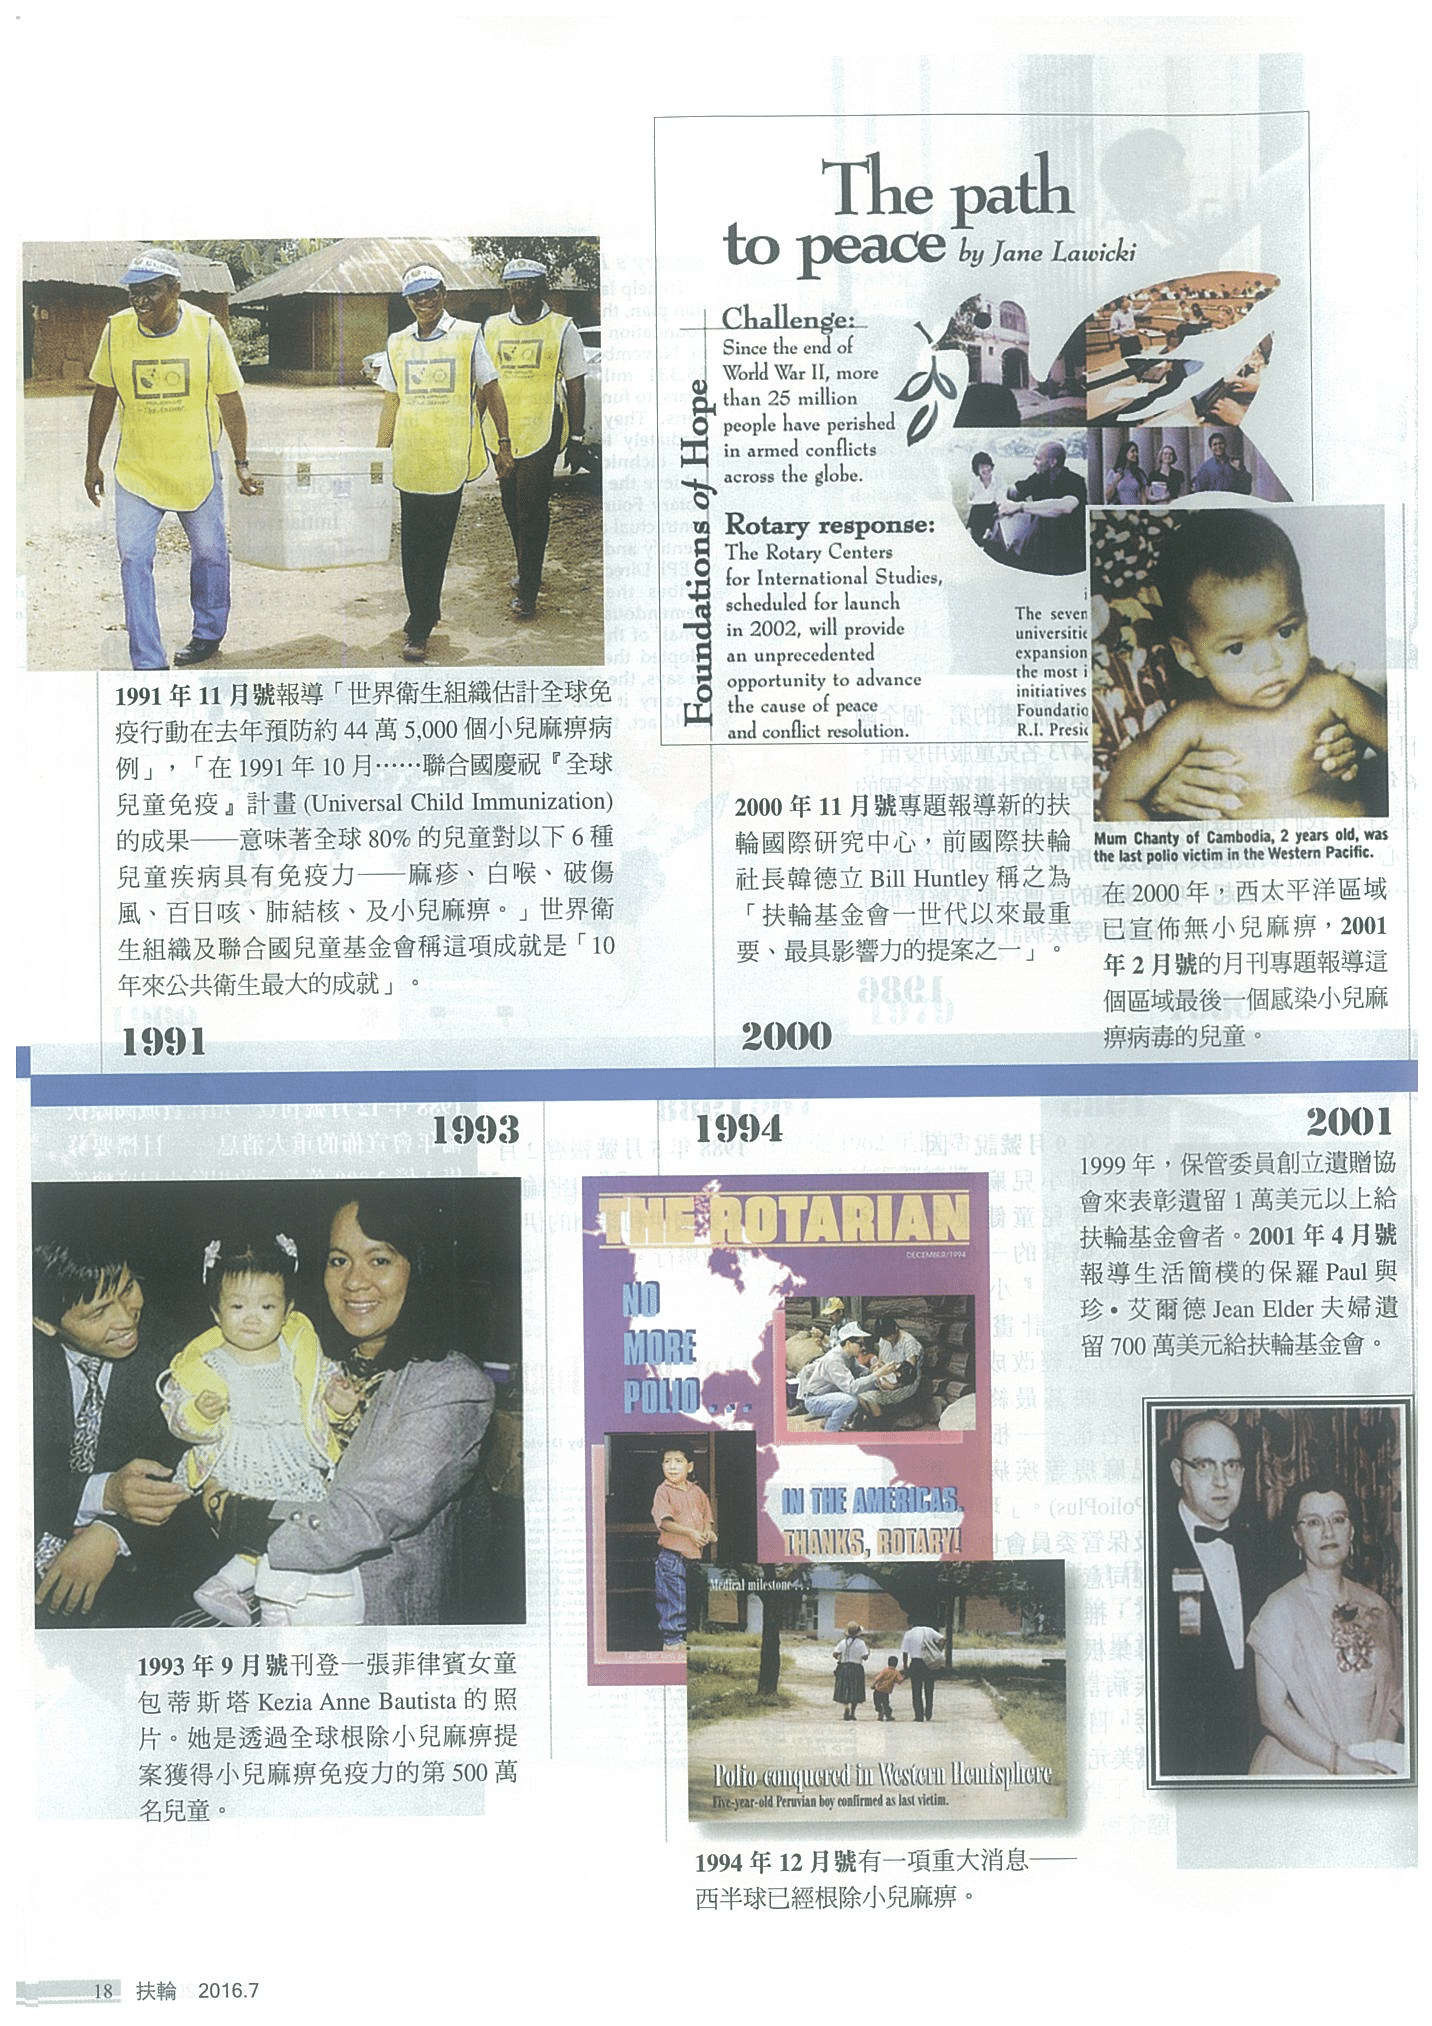 The path
to peace by Jane Lawicki
Foundations of Hope
Challenge:
Since the end of
World War II, more
than 25 million
people have perished
in armed conflicts
across the globe.
Rotary response:
The Rotary Centers
for International Studies,
scheduled for launch
in 2002, will provide
an unprecedented
opportunity to advance
the cause of peace
and conflict resolution.
The seven
universitie
expansion
the most i
initiatives
Foundatio
R.I. Presid
Mum Chanty of Cambodia, 2 years old, was
the last polio victim in the Western Pacific.
1991 年 11 月號報導「世界衛生組織估計全球免
疫行動在去年預防約 44 萬 5,000 個小兒麻痹病
例」,「在 1991 年 10 月……聯合國慶祝『全球
兒童免疫』計畫 (Universal Child Immunization)
的成果——意味著全球 80% 的兒童對以下 6 種
兒童疾病具有免疫力——麻疹、白喉、破傷
風、百日咳、肺結核、及小兒麻痹。」世界衛
生組織及聯合國兒童基金會稱這項成就是「10
年來公共衛生最大的成就」。
1991
2000 年 11 月號專題報導新的扶
輪國際研究中心,前國際扶輪
社長韓德立 Bill Huntley 稱之為
「扶輪基金會一世代以來最重
要、最具影響力的提案之一」。
2000
在 2000 年,西太平洋區域
已宣佈無小兒麻痹,2001
年 2 月號的月刊專題報導這
個區域最後一個感染小兒麻
痹病毒的兒童。
1993
1993 年 9 月號刊登一張菲律賓女童
包蒂斯塔 Kezia Anne Bautista 的照
片。她是透過全球根除小兒麻痹提
案獲得小兒麻痹免疫力的第 500 萬
名兒童。
1994
THE ROTARIAN
DECEMBER/1994
NO
MORE
POLIO . . .
IN THE AMERICAS.
THANKS, ROTARY!
Medical milestone . . .
Polio conquered in Western Hemisphere
Five-year-old Peruvian boy confirmed as last victim.
1994 年 12 月號有一項重大消息——
西半球已經根除小兒麻痹。
2001
1999 年,保管委員創立遺贈協
會來表彰遺留 1 萬美元以上給
扶輪基金會者。2001 年 4 月號
報導生活簡樸的保羅 Paul 與
珍・艾爾德 Jean Elder 夫婦遺
留 700 萬美元給扶輪基金會。
18 扶輪 2016.7